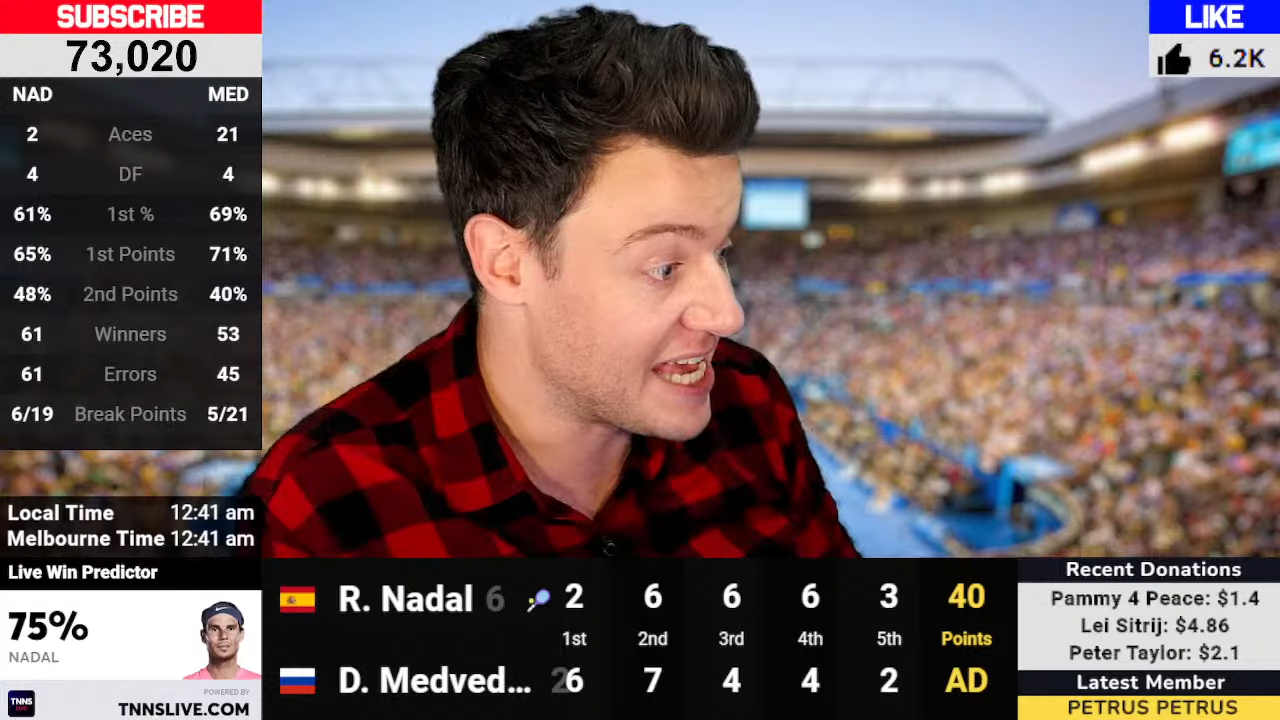 SUBSCRIBE
73,020
NAD MED
2 Aces 21
4 DF 4
61% 1st % 69%
65% 1st Points 71%
48% 2nd Points 40%
61 Winners 53
61 Errors 45
6/19 Break Points 5/21
Local Time 12:41 am
Melbourne Time 12:41 am
Live Win Predictor
75%
NADAL
POWERED BY
TNNS
LIVE
TNNSLIVE.COM
LIKE
6.2K
R. Nadal 6 2 6 6 6 3 40
1st 2nd 3rd 4th 5th Points
D. Medved... 2 6 7 4 4 2 AD
Recent Donations
Pammy 4 Peace: $1.4
Lei Sitrij: $4.86
Peter Taylor: $2.1
Latest Member
PETRUS PETRUS